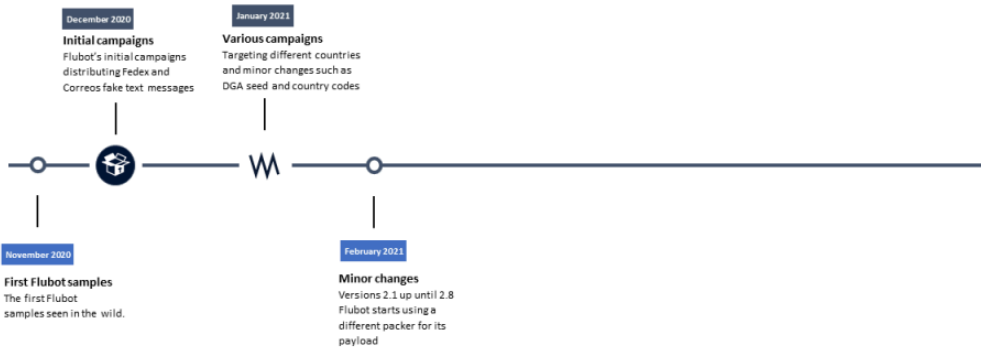 December 2020
Initial campaigns
Flubot's initial campaigns
distributing Fedex and
Correos fake text messages
January 2021
Various campaigns
Targeting different countries
and minor changes such as
DGA seed and country codes
November 2020
First Flubot samples
The first Flubot
samples seen in the wild.
February 2021
Minor changes
Versions 2.1 up until 2.8
Flubot starts using a
different packer for its
payload